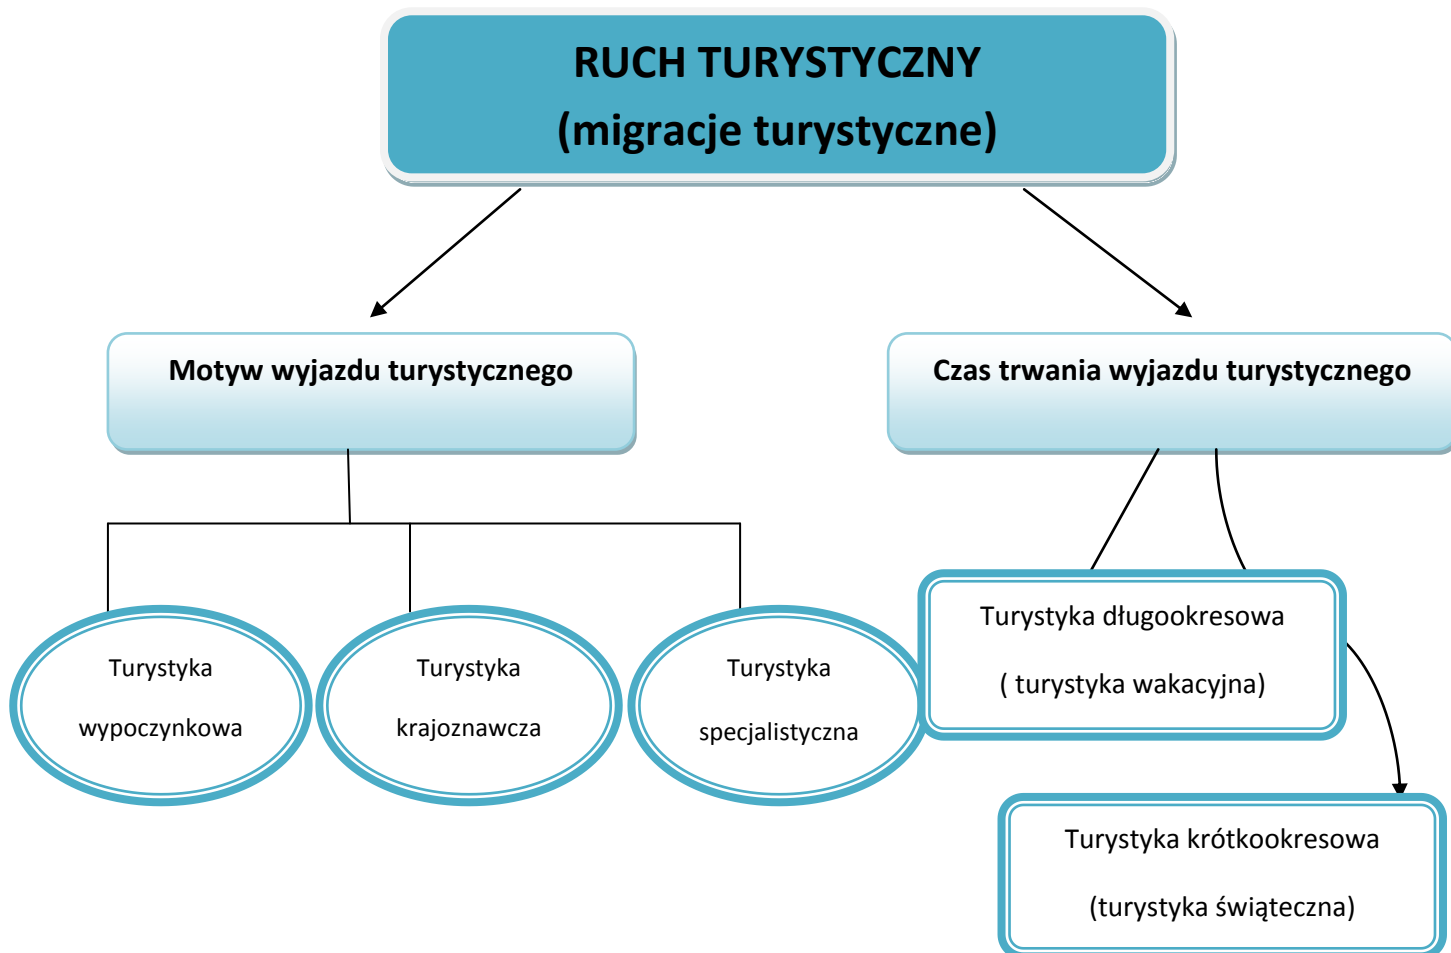 RUCH TURYSTYCZNY
(migracje turystyczne)
Motyw wyjazdu turystycznego
Czas trwania wyjazdu turystycznego
Turystyka
wypoczynkowa
Turystyka
krajoznawcza
Turystyka
specjalistyczna
Turystyka długookresowa
( turystyka wakacyjna)
Turystyka krótkookresowa
(turystyka świąteczna)